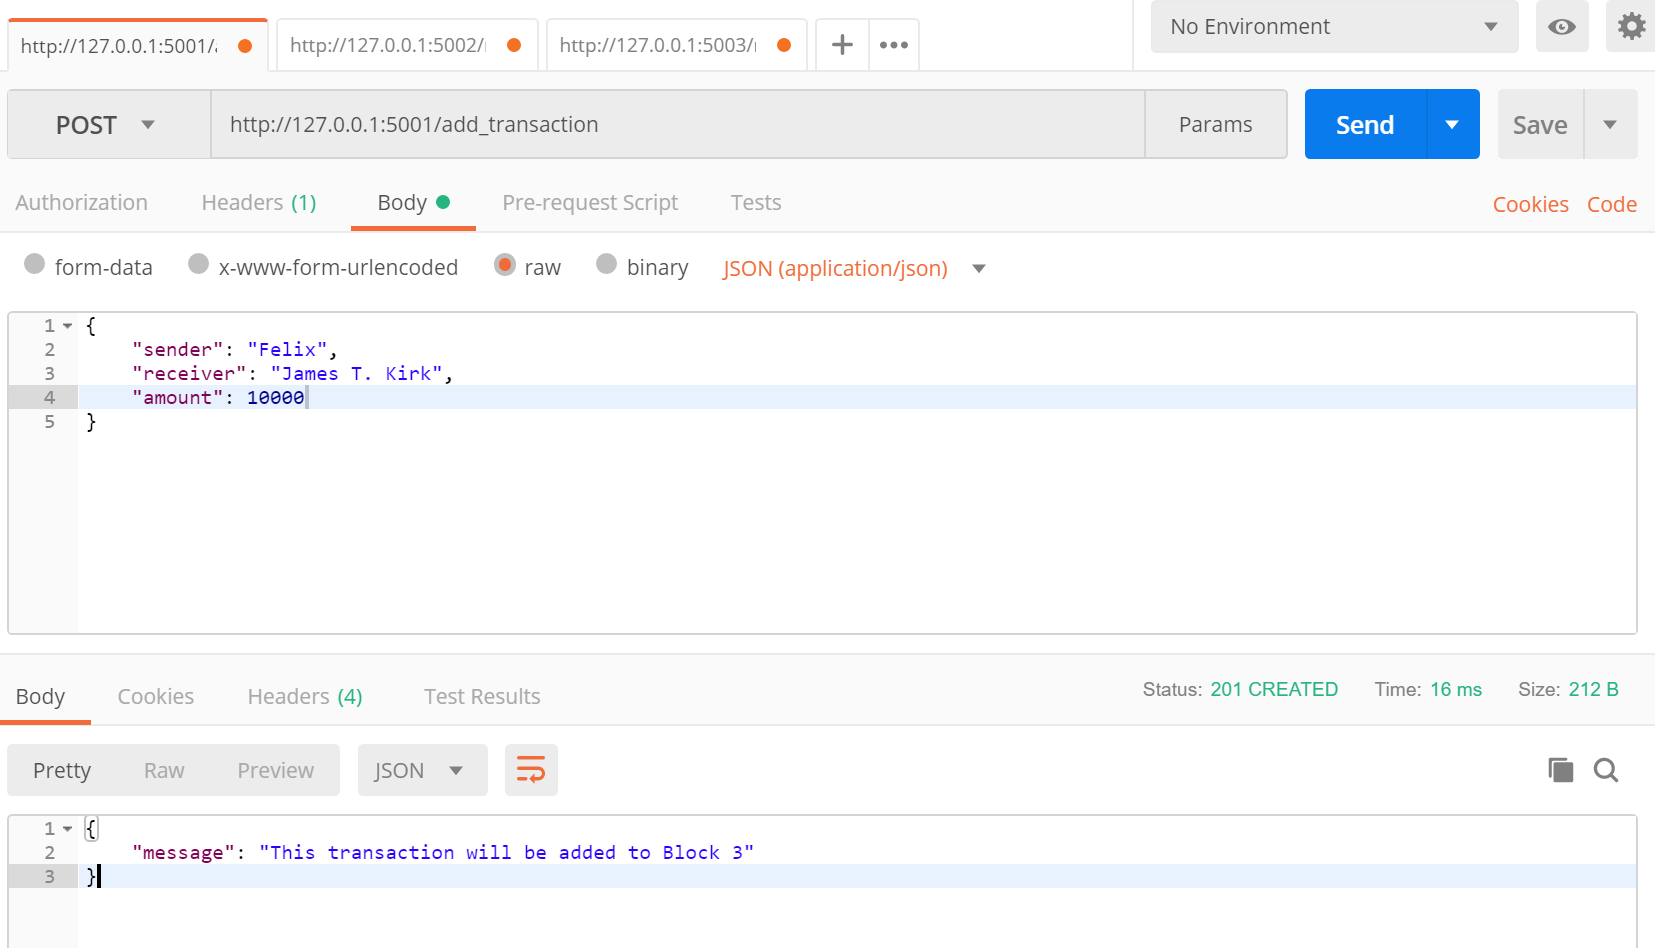 http://127.0.0.1:5001/ http://127.0.0.1:5002/ http://127.0.0.1:5003/ No Environment
POST http://127.0.0.1:5001/add_transaction Params Send Save
Authorization Headers (1) Body Pre-request Script Tests Cookies Code
form-data x-www-form-urlencoded raw binary JSON (application/json)
1 {
2 "sender": "Felix",
3 "receiver": "James T. Kirk",
4 "amount": 10000
5 }
Body Cookies Headers (4) Test Results Status: 201 CREATED Time: 16 ms Size: 212 B
Pretty Raw Preview JSON
1 {
2 "message": "This transaction will be added to Block 3"
3 }